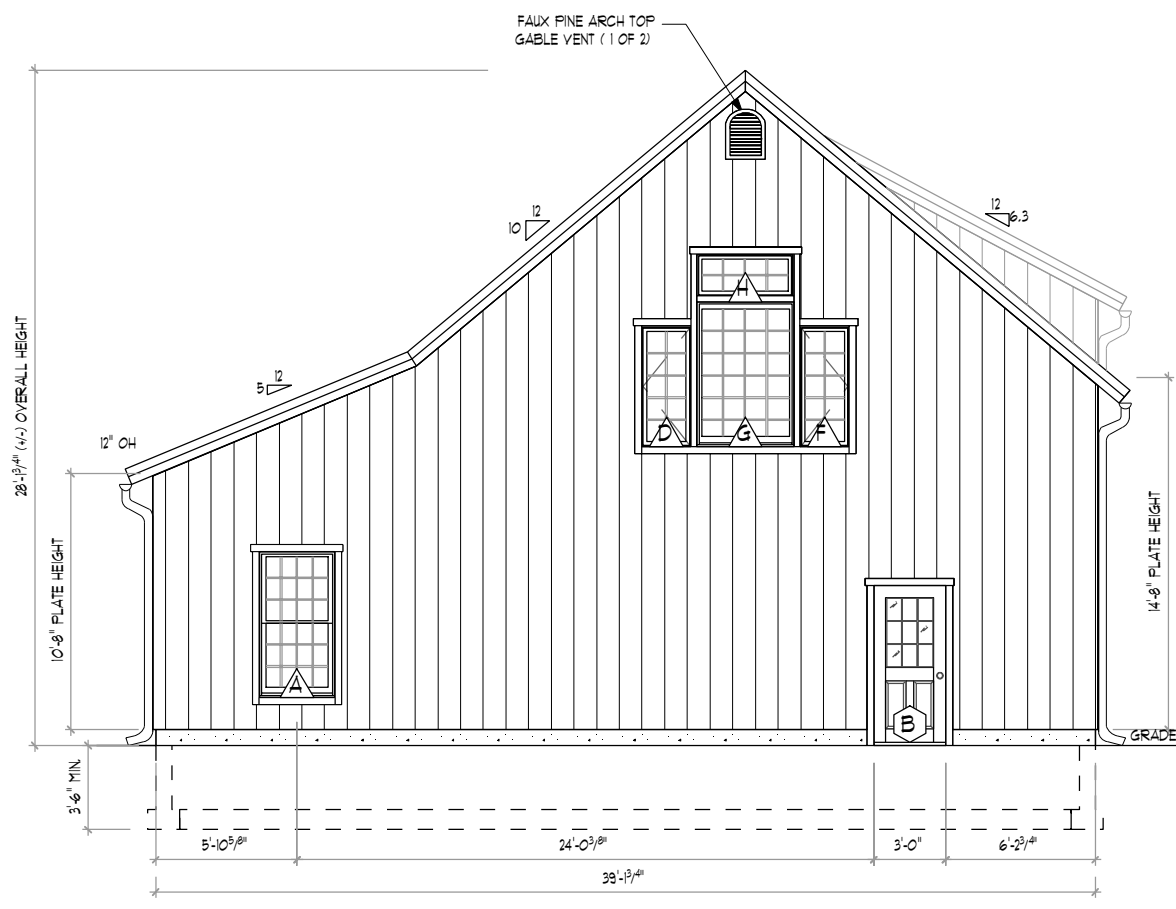 FAUX PINE ARCH TOP
GABLE VENT ( 1 OF 2)
12
10
12
6.3
28'-1 3/4" (+/-) OVERALL HEIGHT
H
12
5
12" OH
D
G
F
10'-8" PLATE HEIGHT
14'-8" PLATE HEIGHT
A
B
GRADE
3'-6" MIN.
5'-10 5/8"
24'-0 3/8"
3'-0"
6'-2 3/4"
39'-1 3/4"